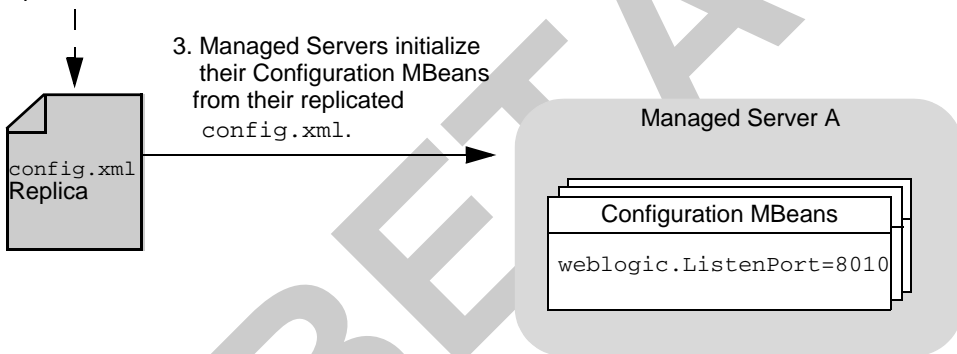 3. Managed Servers initialize
their Configuration MBeans
from their replicated
config.xml.
config.xml
Replica
Managed Server A
Configuration MBeans
weblogic.ListenPort=8010
BETA